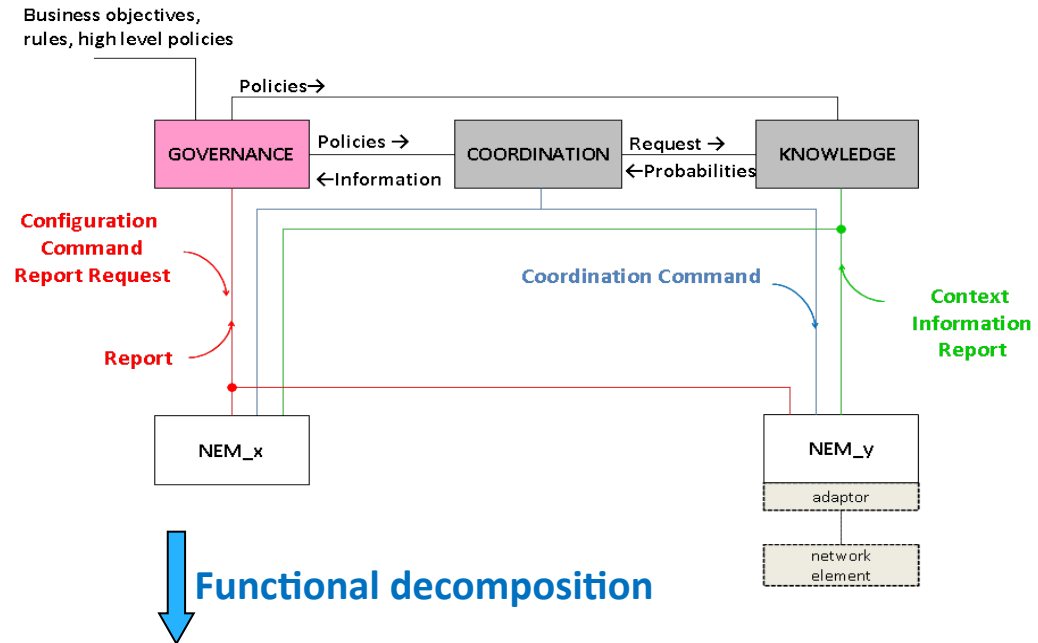 Business objectives,
rules, high level policies
Policies→
GOVERNANCE
Policies →
←Information
COORDINATION
Request →
←Probabilities
KNOWLEDGE
Configuration
Command
Report Request
Report
Coordination Command
Context
Information
Report
NEM_x
NEM_y
adaptor
network
element
Functional decomposition